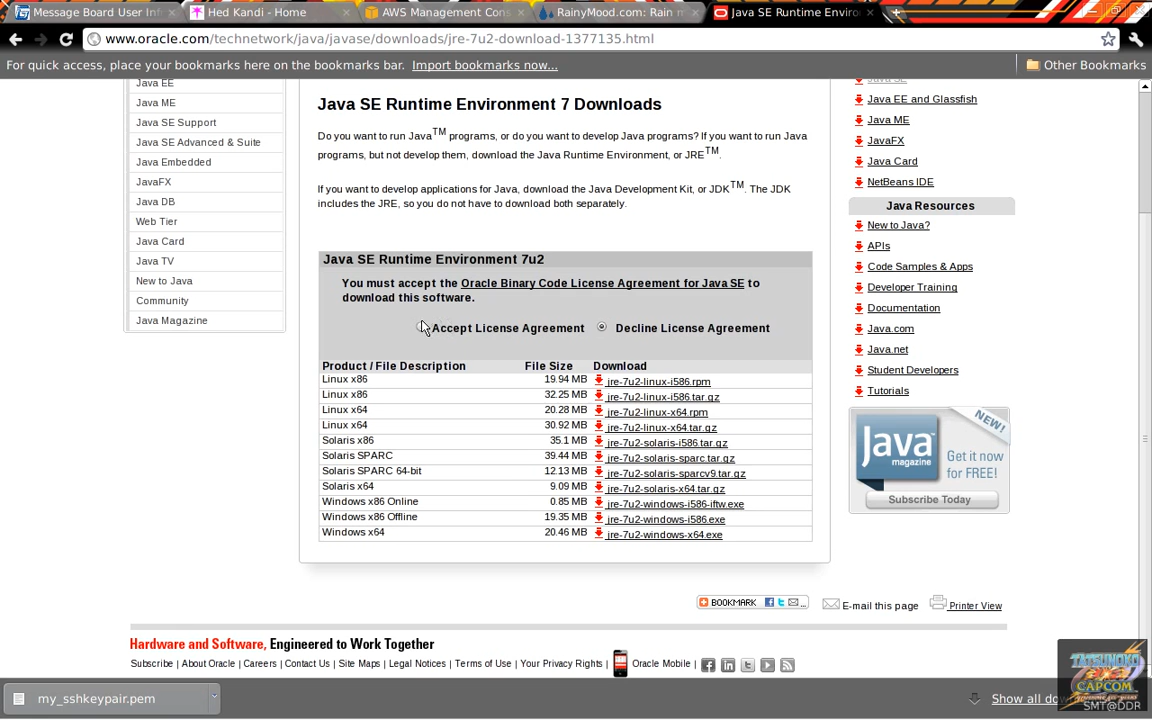 Message Board User Inf
Hed Kandi - Home
AWS Management Cons
RainyMood.com: Rain m
Java SE Runtime Enviror
www.oracle.com/technetwork/java/javase/downloads/jre-7u2-download-1377135.html
For quick access, place your bookmarks here on the bookmarks bar. Import bookmarks now...
Other Bookmarks
Java EE
Java ME
Java SE Support
Java SE Advanced & Suite
Java Embedded
JavaFX
Java DB
Web Tier
Java Card
Java TV
New to Java
Community
Java Magazine
Java SE Runtime Environment 7 Downloads
Do you want to run Java™ programs, or do you want to develop Java programs? If you want to run Java
programs, but not develop them, download the Java Runtime Environment, or JRE™.
If you want to develop applications for Java, download the Java Development Kit, or JDK™. The JDK
includes the JRE, so you do not have to download both separately.
Java SE Runtime Environment 7u2
You must accept the Oracle Binary Code License Agreement for Java SE to
download this software.
Accept License Agreement Decline License Agreement
Product / File Description File Size Download
Linux x86 19.94 MB jre-7u2-linux-i586.rpm
Linux x86 32.25 MB jre-7u2-linux-i586.tar.gz
Linux x64 20.28 MB jre-7u2-linux-x64.rpm
Linux x64 30.92 MB jre-7u2-linux-x64.tar.gz
Solaris x86 35.1 MB jre-7u2-solaris-i586.tar.gz
Solaris SPARC 39.44 MB jre-7u2-solaris-sparc.tar.gz
Solaris SPARC 64-bit 12.13 MB jre-7u2-solaris-sparcv9.tar.gz
Solaris x64 9.09 MB jre-7u2-solaris-x64.tar.gz
Windows x86 Online 0.85 MB jre-7u2-windows-i586-iftw.exe
Windows x86 Offline 19.35 MB jre-7u2-windows-i586.exe
Windows x64 20.46 MB jre-7u2-windows-x64.exe
Java SE
Java EE and Glassfish
Java ME
JavaFX
Java Card
NetBeans IDE
Java Resources
New to Java?
APIs
Code Samples & Apps
Developer Training
Documentation
Java.com
Java.net
Student Developers
Tutorials
NEW!
Java
magazine
Get it now
for FREE!
Subscribe Today
BOOKMARK
E-mail this page
Printer View
Hardware and Software, Engineered to Work Together
Subscribe | About Oracle | Careers | Contact Us | Site Maps | Legal Notices | Terms of Use | Your Privacy Rights | Oracle Mobile |
my_sshkeypair.pem
Show all dow
TATSUNOKO
CAPCOM
SMT@DDR